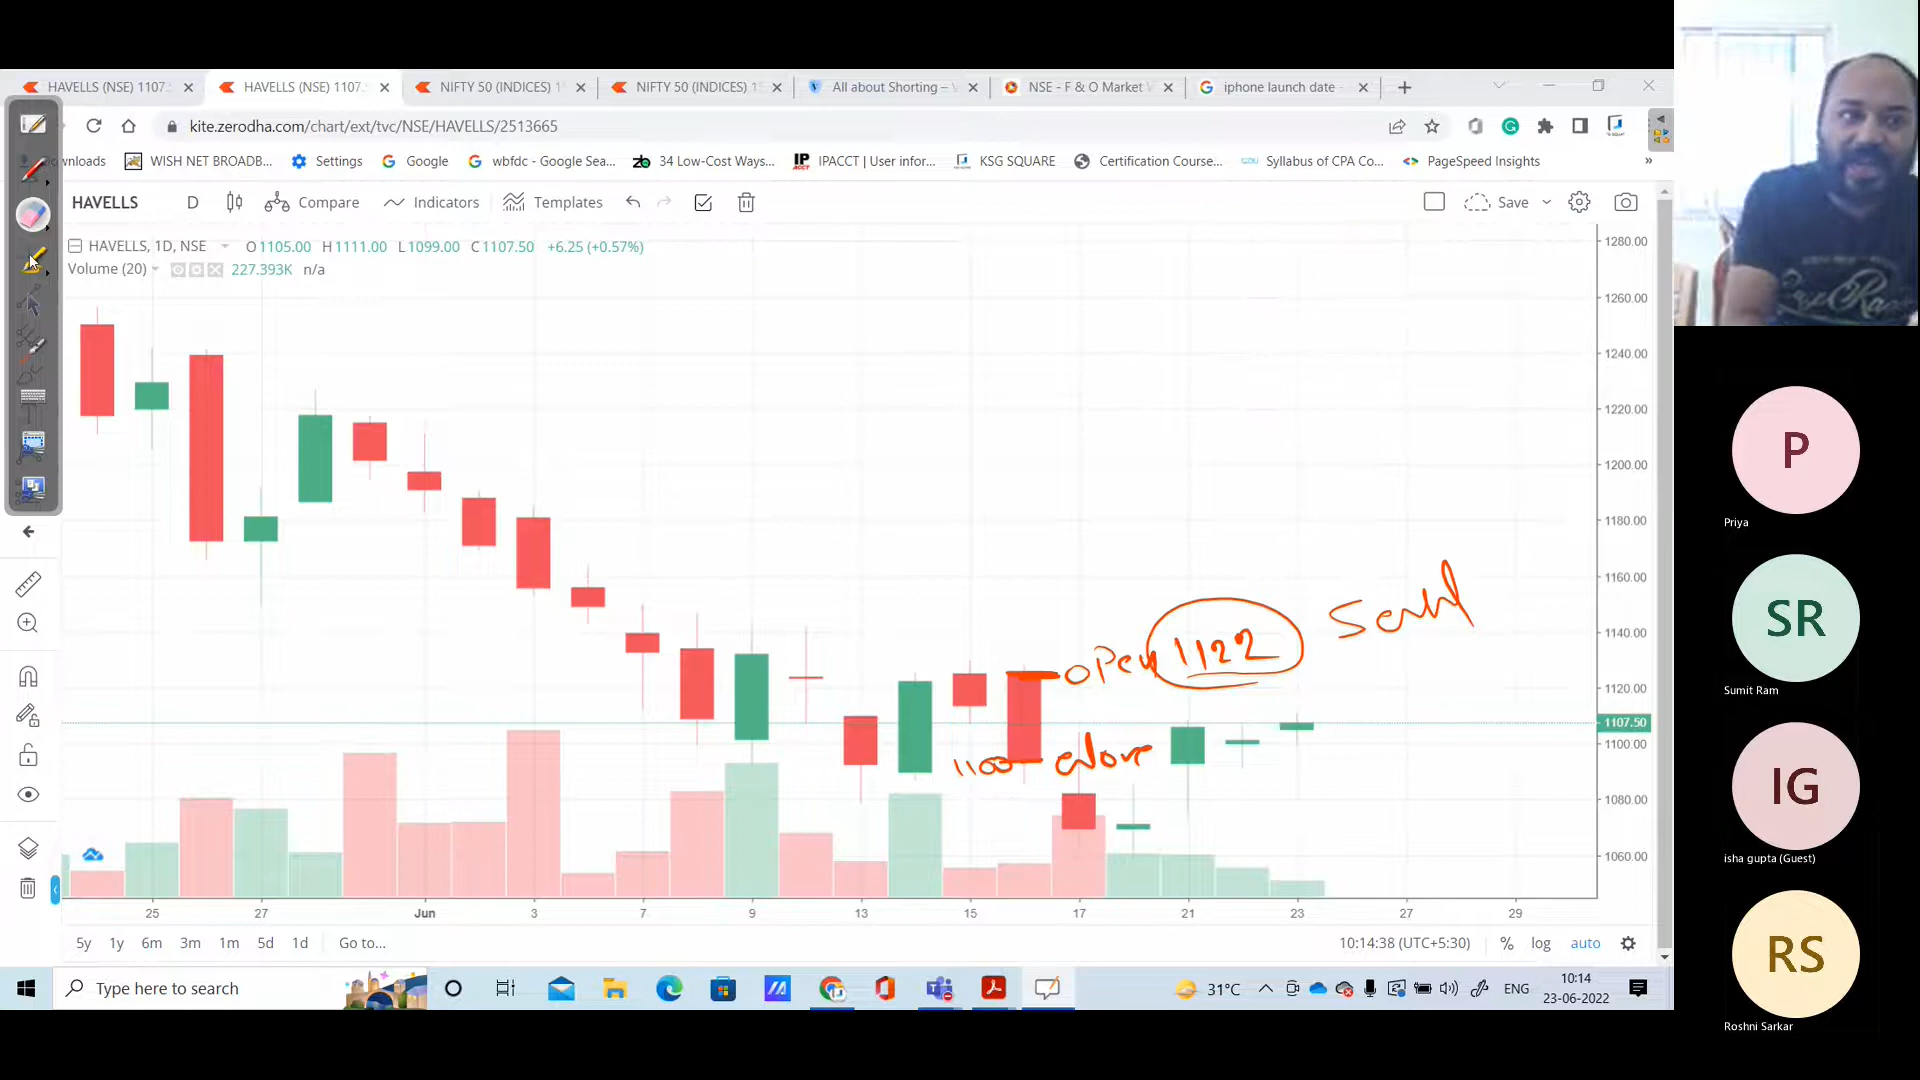 HAVELLS (NSE) 1107.
HAVELLS (NSE) 1107.
NIFTY 50 (INDICES) 1
NIFTY 50 (INDICES) 1
All about Shorting –
NSE - F & O Market
iphone launch date -
kite.zerodha.com/chart/ext/tvc/NSE/HAVELLS/2513665
wnloads
WISH NET BROADB...
Settings
Google
wbfdc - Google Sea...
34 Low-Cost Ways...
IPACCT | User infor...
KSG SQUARE
Certification Course...
Syllabus of CPA Co...
PageSpeed Insights
»
HAVELLS D Compare Indicators Templates Save
HAVELLS, 1D, NSE O1105.00 H1111.00 L1099.00 C1107.50 +6.25 (+0.57%)
Volume (20) 227.393K n/a
1280.00
1260.00
1240.00
1220.00
1200.00
1180.00
1160.00
1140.00
1120.00
1107.50
1100.00
1080.00
1060.00
open 1122
1100 close
25 27 Jun 3 7 9 13 15 17 21 23 27 29
5y 1y 6m 3m 1m 5d 1d Go to...
10:14:38 (UTC+5:30) % log auto
Type here to search
31°C
ENG
10:14
23-06-2022
P
Priya
SR
Sumit Ram
IG
isha gupta (Guest)
RS
Roshni Sarkar